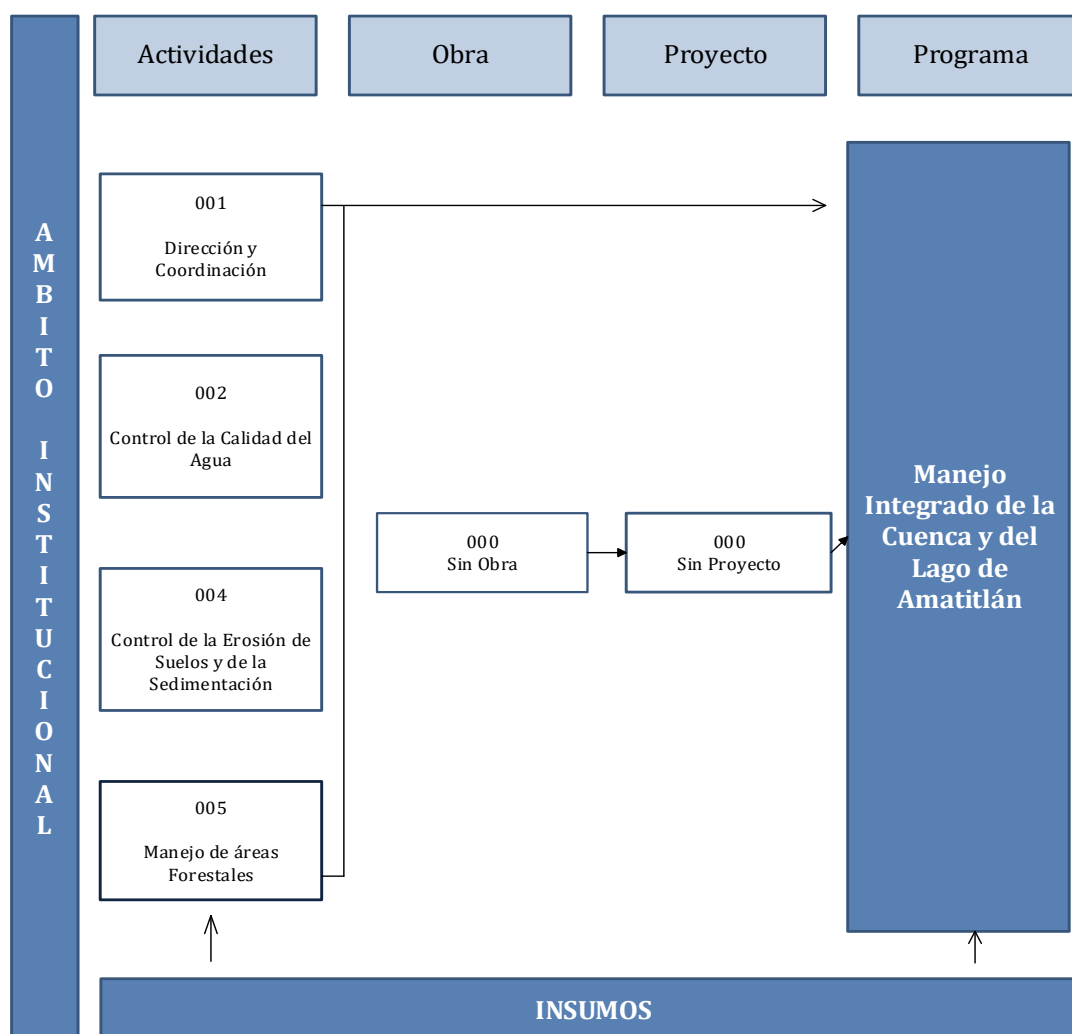 Actividades
Obra
Proyecto
Programa
AMBITO INSTITUCIONAL
001
Dirección y
Coordinación
002
Control de la Calidad del
Agua
004
Control de la Erosión de
Suelos y de la
Sedimentación
005
Manejo de áreas
Forestales
000
Sin Obra
000
Sin Proyecto
Manejo
Integrado de la
Cuenca y del
Lago de
Amatitlán
INSUMOS